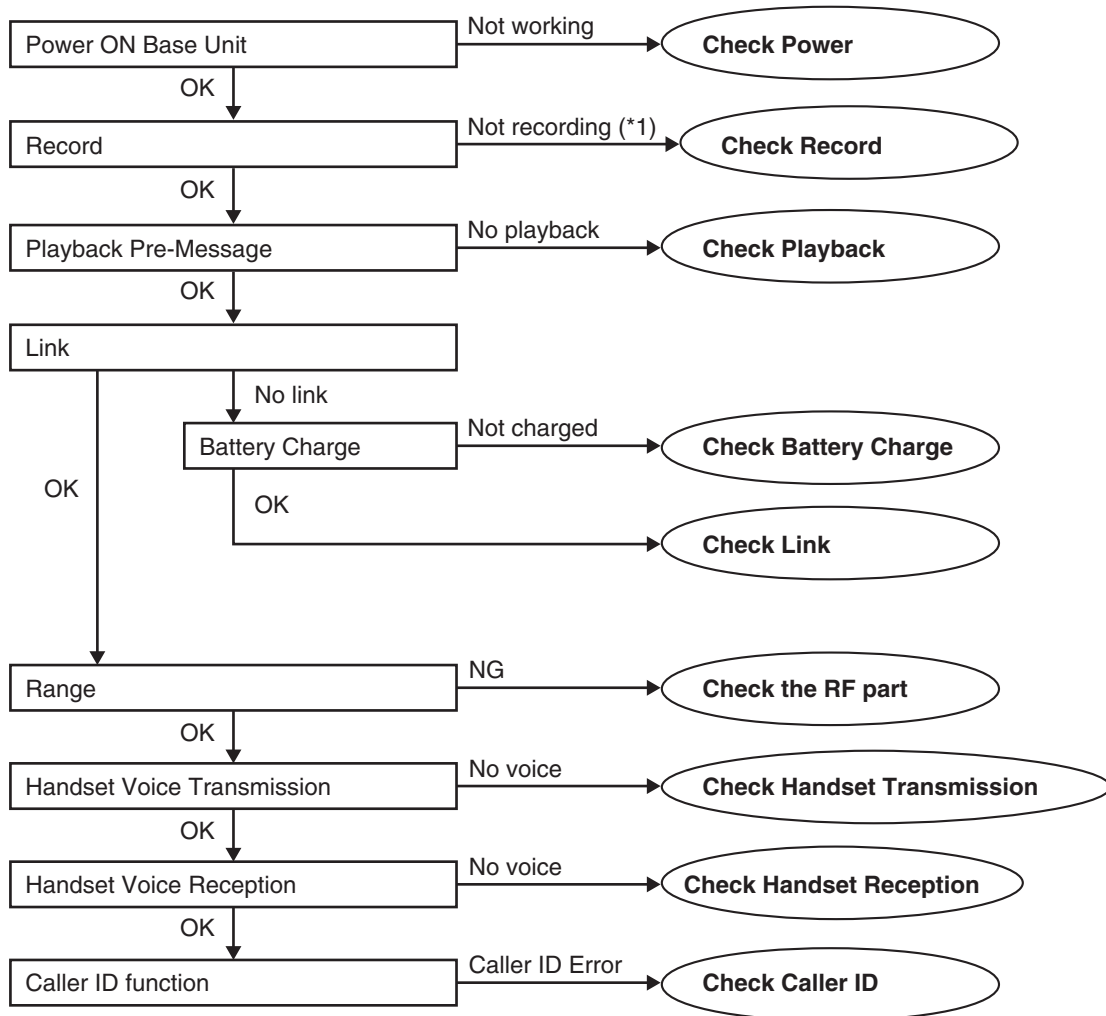 Power ON Base Unit
Not working
Check Power
OK
Record
Not recording (*1)
Check Record
OK
Playback Pre-Message
No playback
Check Playback
OK
Link
No link
Battery Charge
Not charged
Check Battery Charge
OK
OK
Check Link
Range
NG
Check the RF part
OK
Handset Voice Transmission
No voice
Check Handset Transmission
OK
Handset Voice Reception
No voice
Check Handset Reception
OK
Caller ID function
Caller ID Error
Check Caller ID